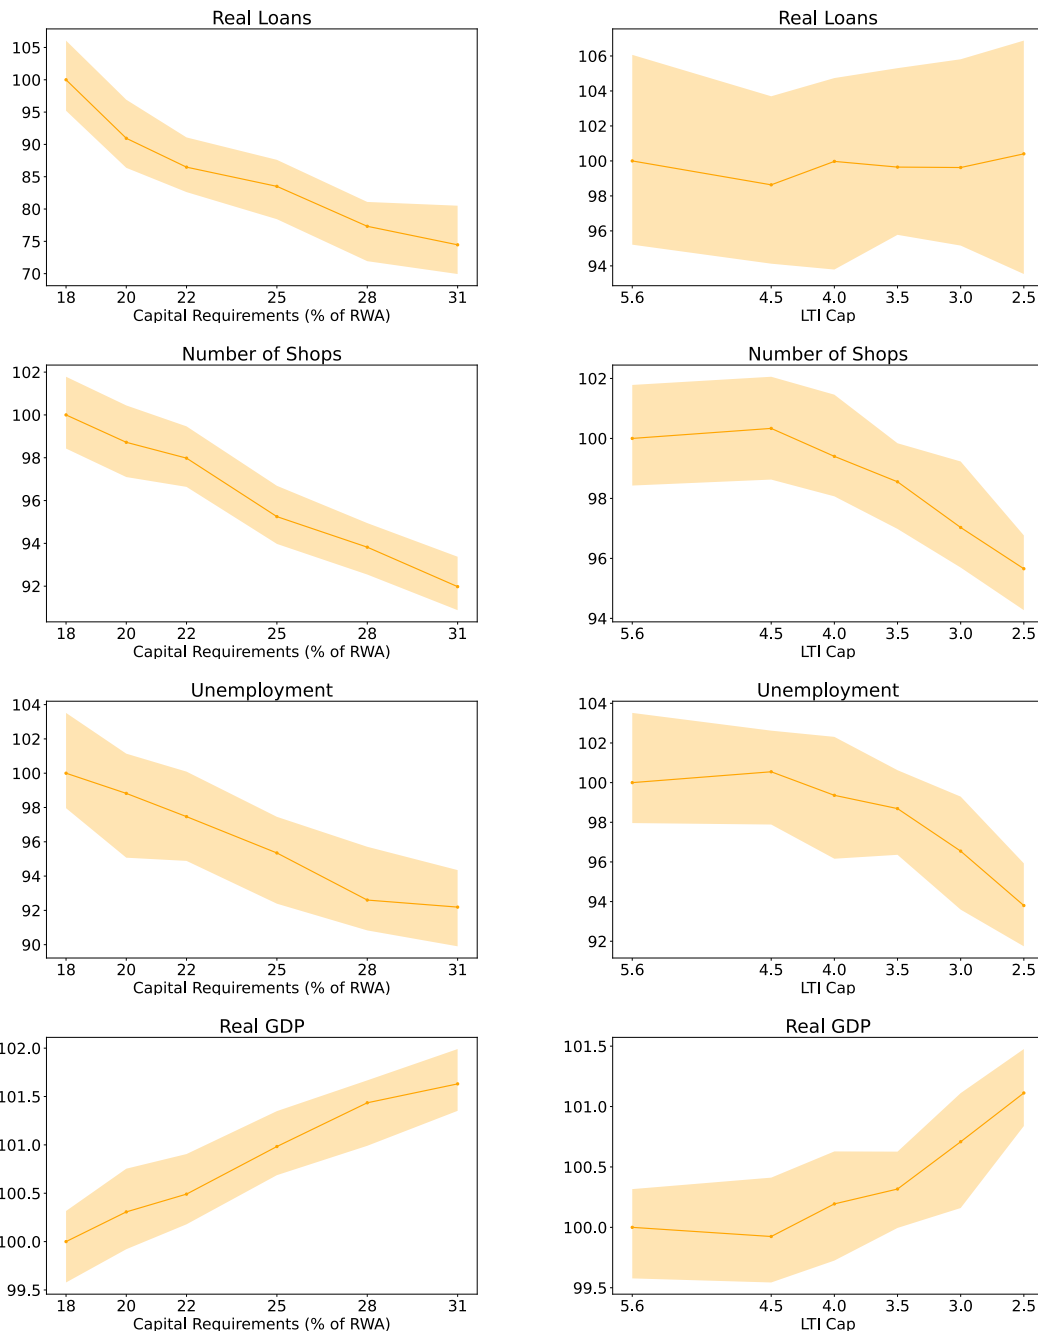 Real Loans
105
100
95
90
85
80
75
70
18 20 22 25 28 31
Capital Requirements (% of RWA)
Real Loans
106
104
102
100
98
96
94
5.6 4.5 4.0 3.5 3.0 2.5
LTI Cap
Number of Shops
102
100
98
96
94
92
18 20 22 25 28 31
Capital Requirements (% of RWA)
Number of Shops
102
100
98
96
94
5.6 4.5 4.0 3.5 3.0 2.5
LTI Cap
Unemployment
104
102
100
98
96
94
92
90
18 20 22 25 28 31
Capital Requirements (% of RWA)
Unemployment
104
102
100
98
96
94
92
5.6 4.5 4.0 3.5 3.0 2.5
LTI Cap
Real GDP
102.0
101.5
101.0
100.5
100.0
99.5
18 20 22 25 28 31
Capital Requirements (% of RWA)
Real GDP
101.5
101.0
100.5
100.0
99.5
5.6 4.5 4.0 3.5 3.0 2.5
LTI Cap